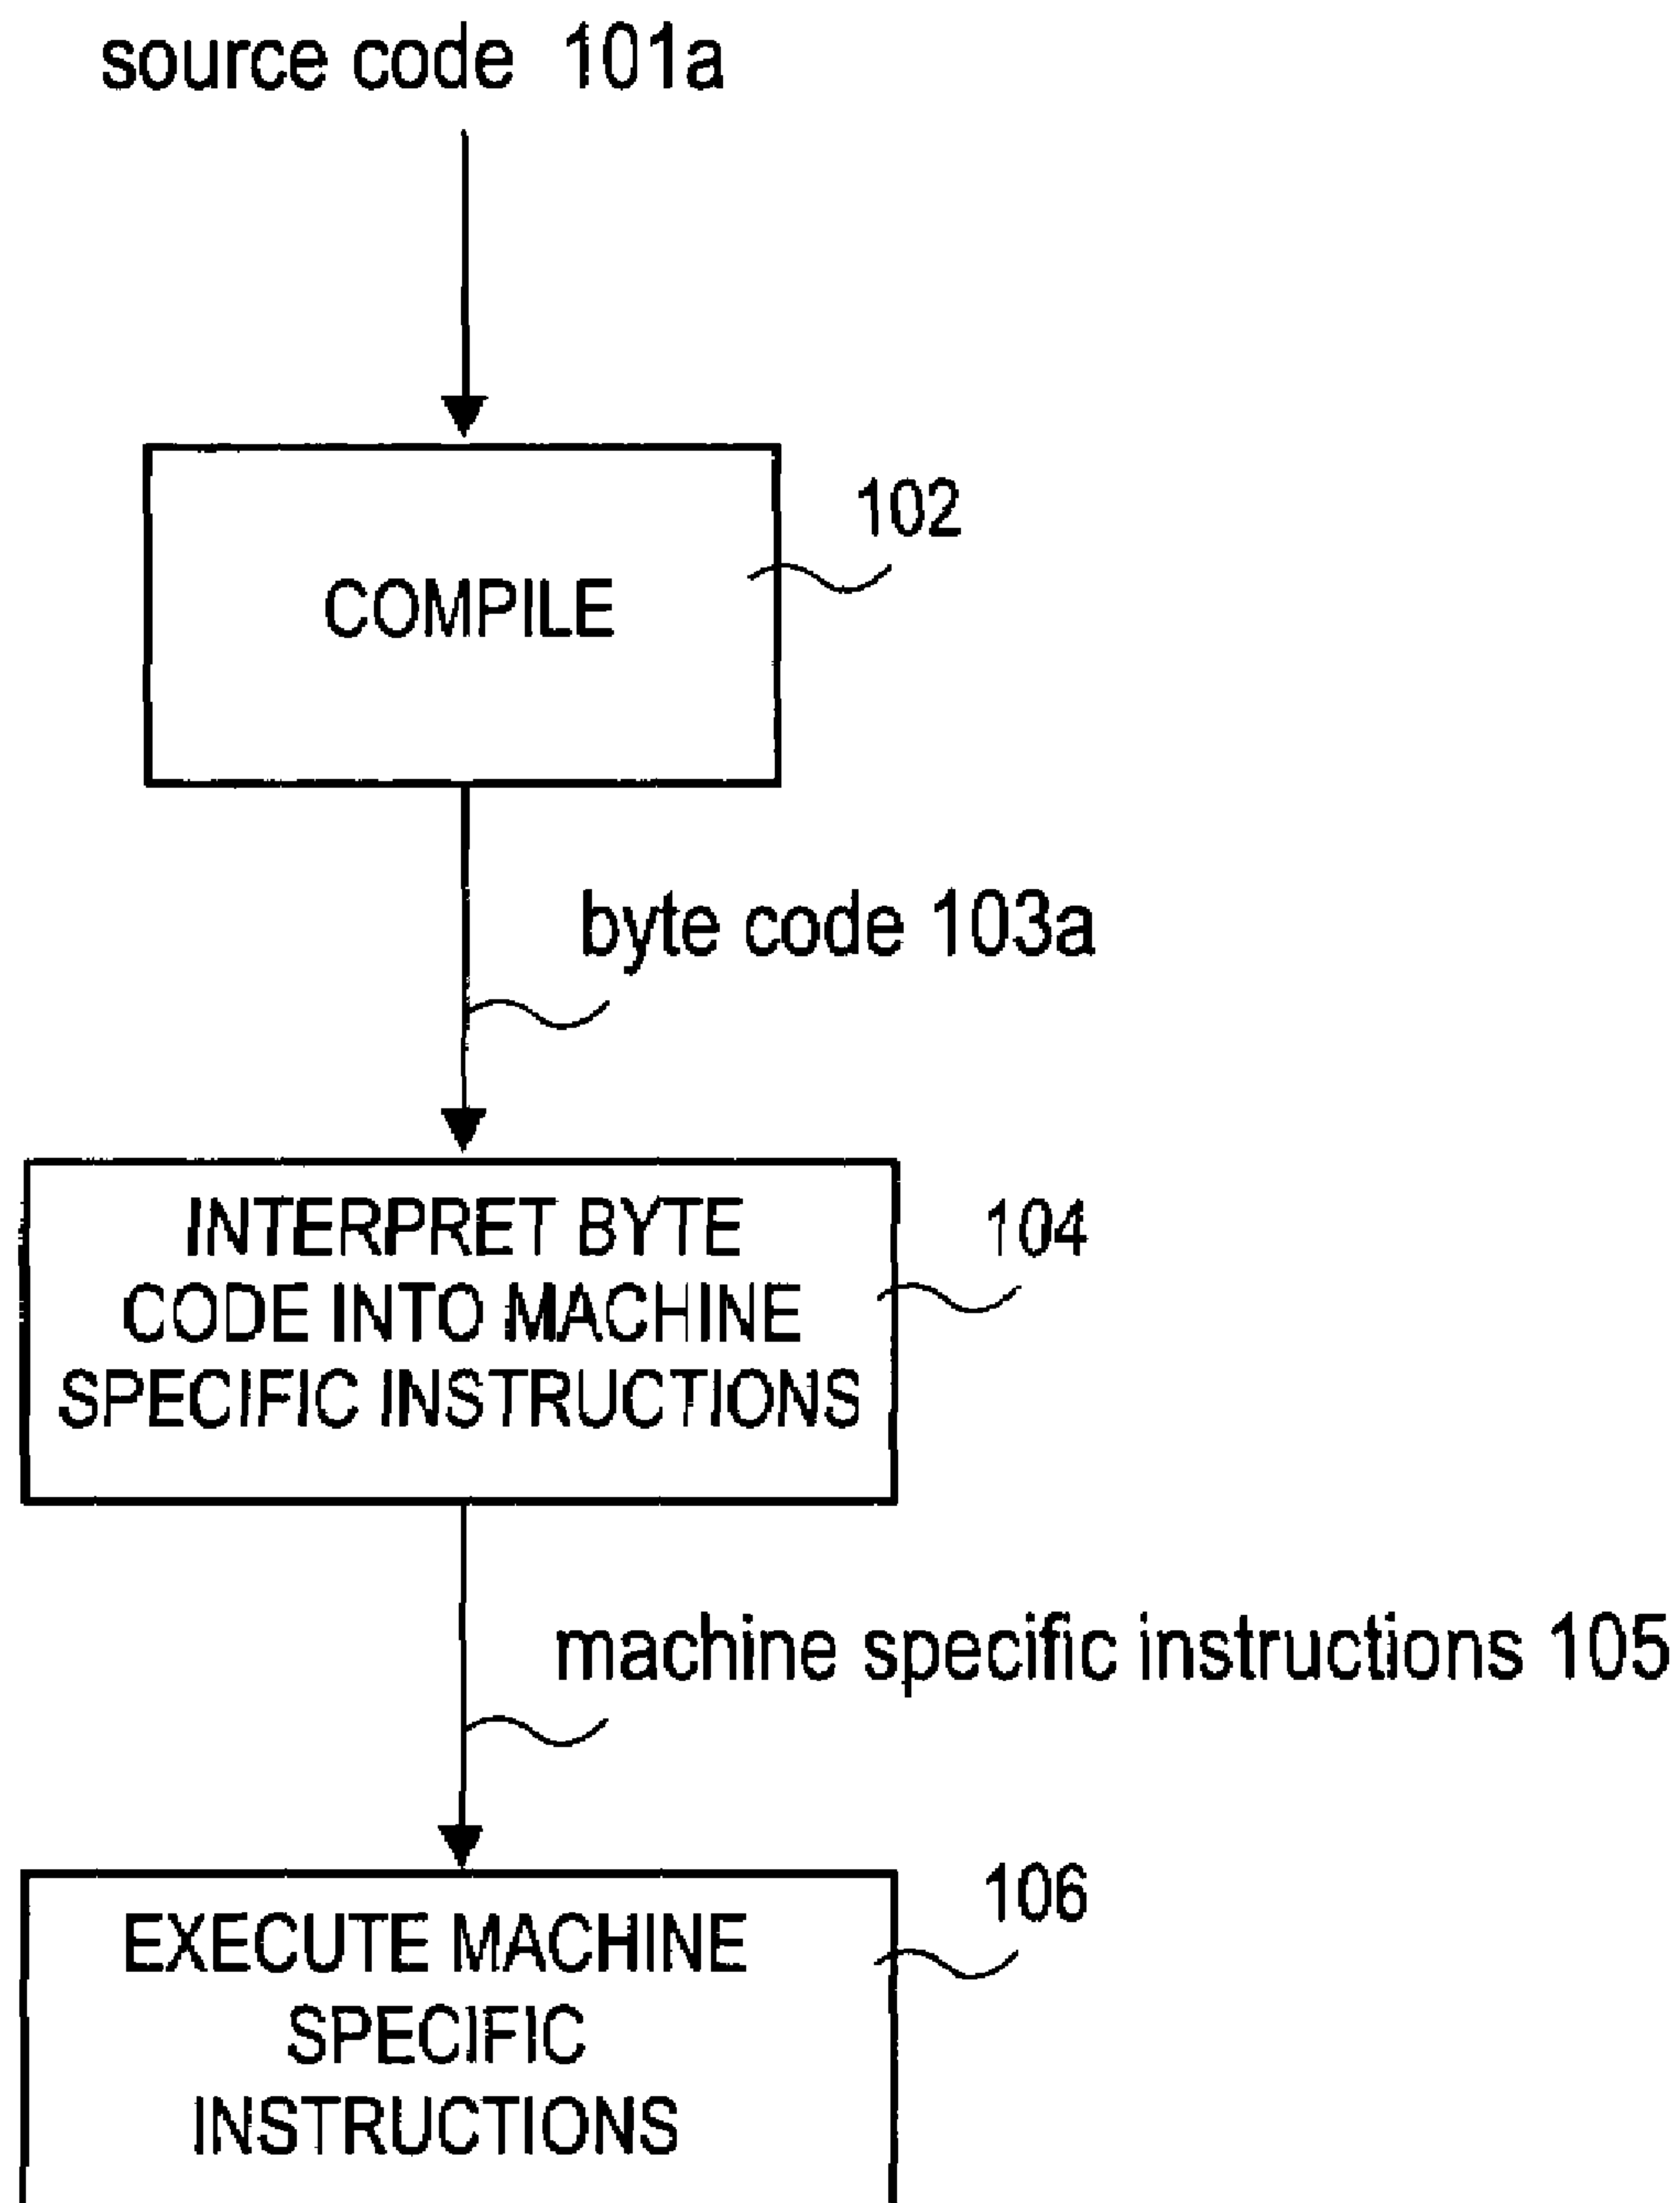 source code 101a
102
COMPILE
byte code 103a
INTERPRET BYTE
CODE INTO MACHINE
SPECIFIC INSTRUCTIONS
104
machine specific instructions 105
106
EXECUTE MACHINE
SPECIFIC
INSTRUCTIONS